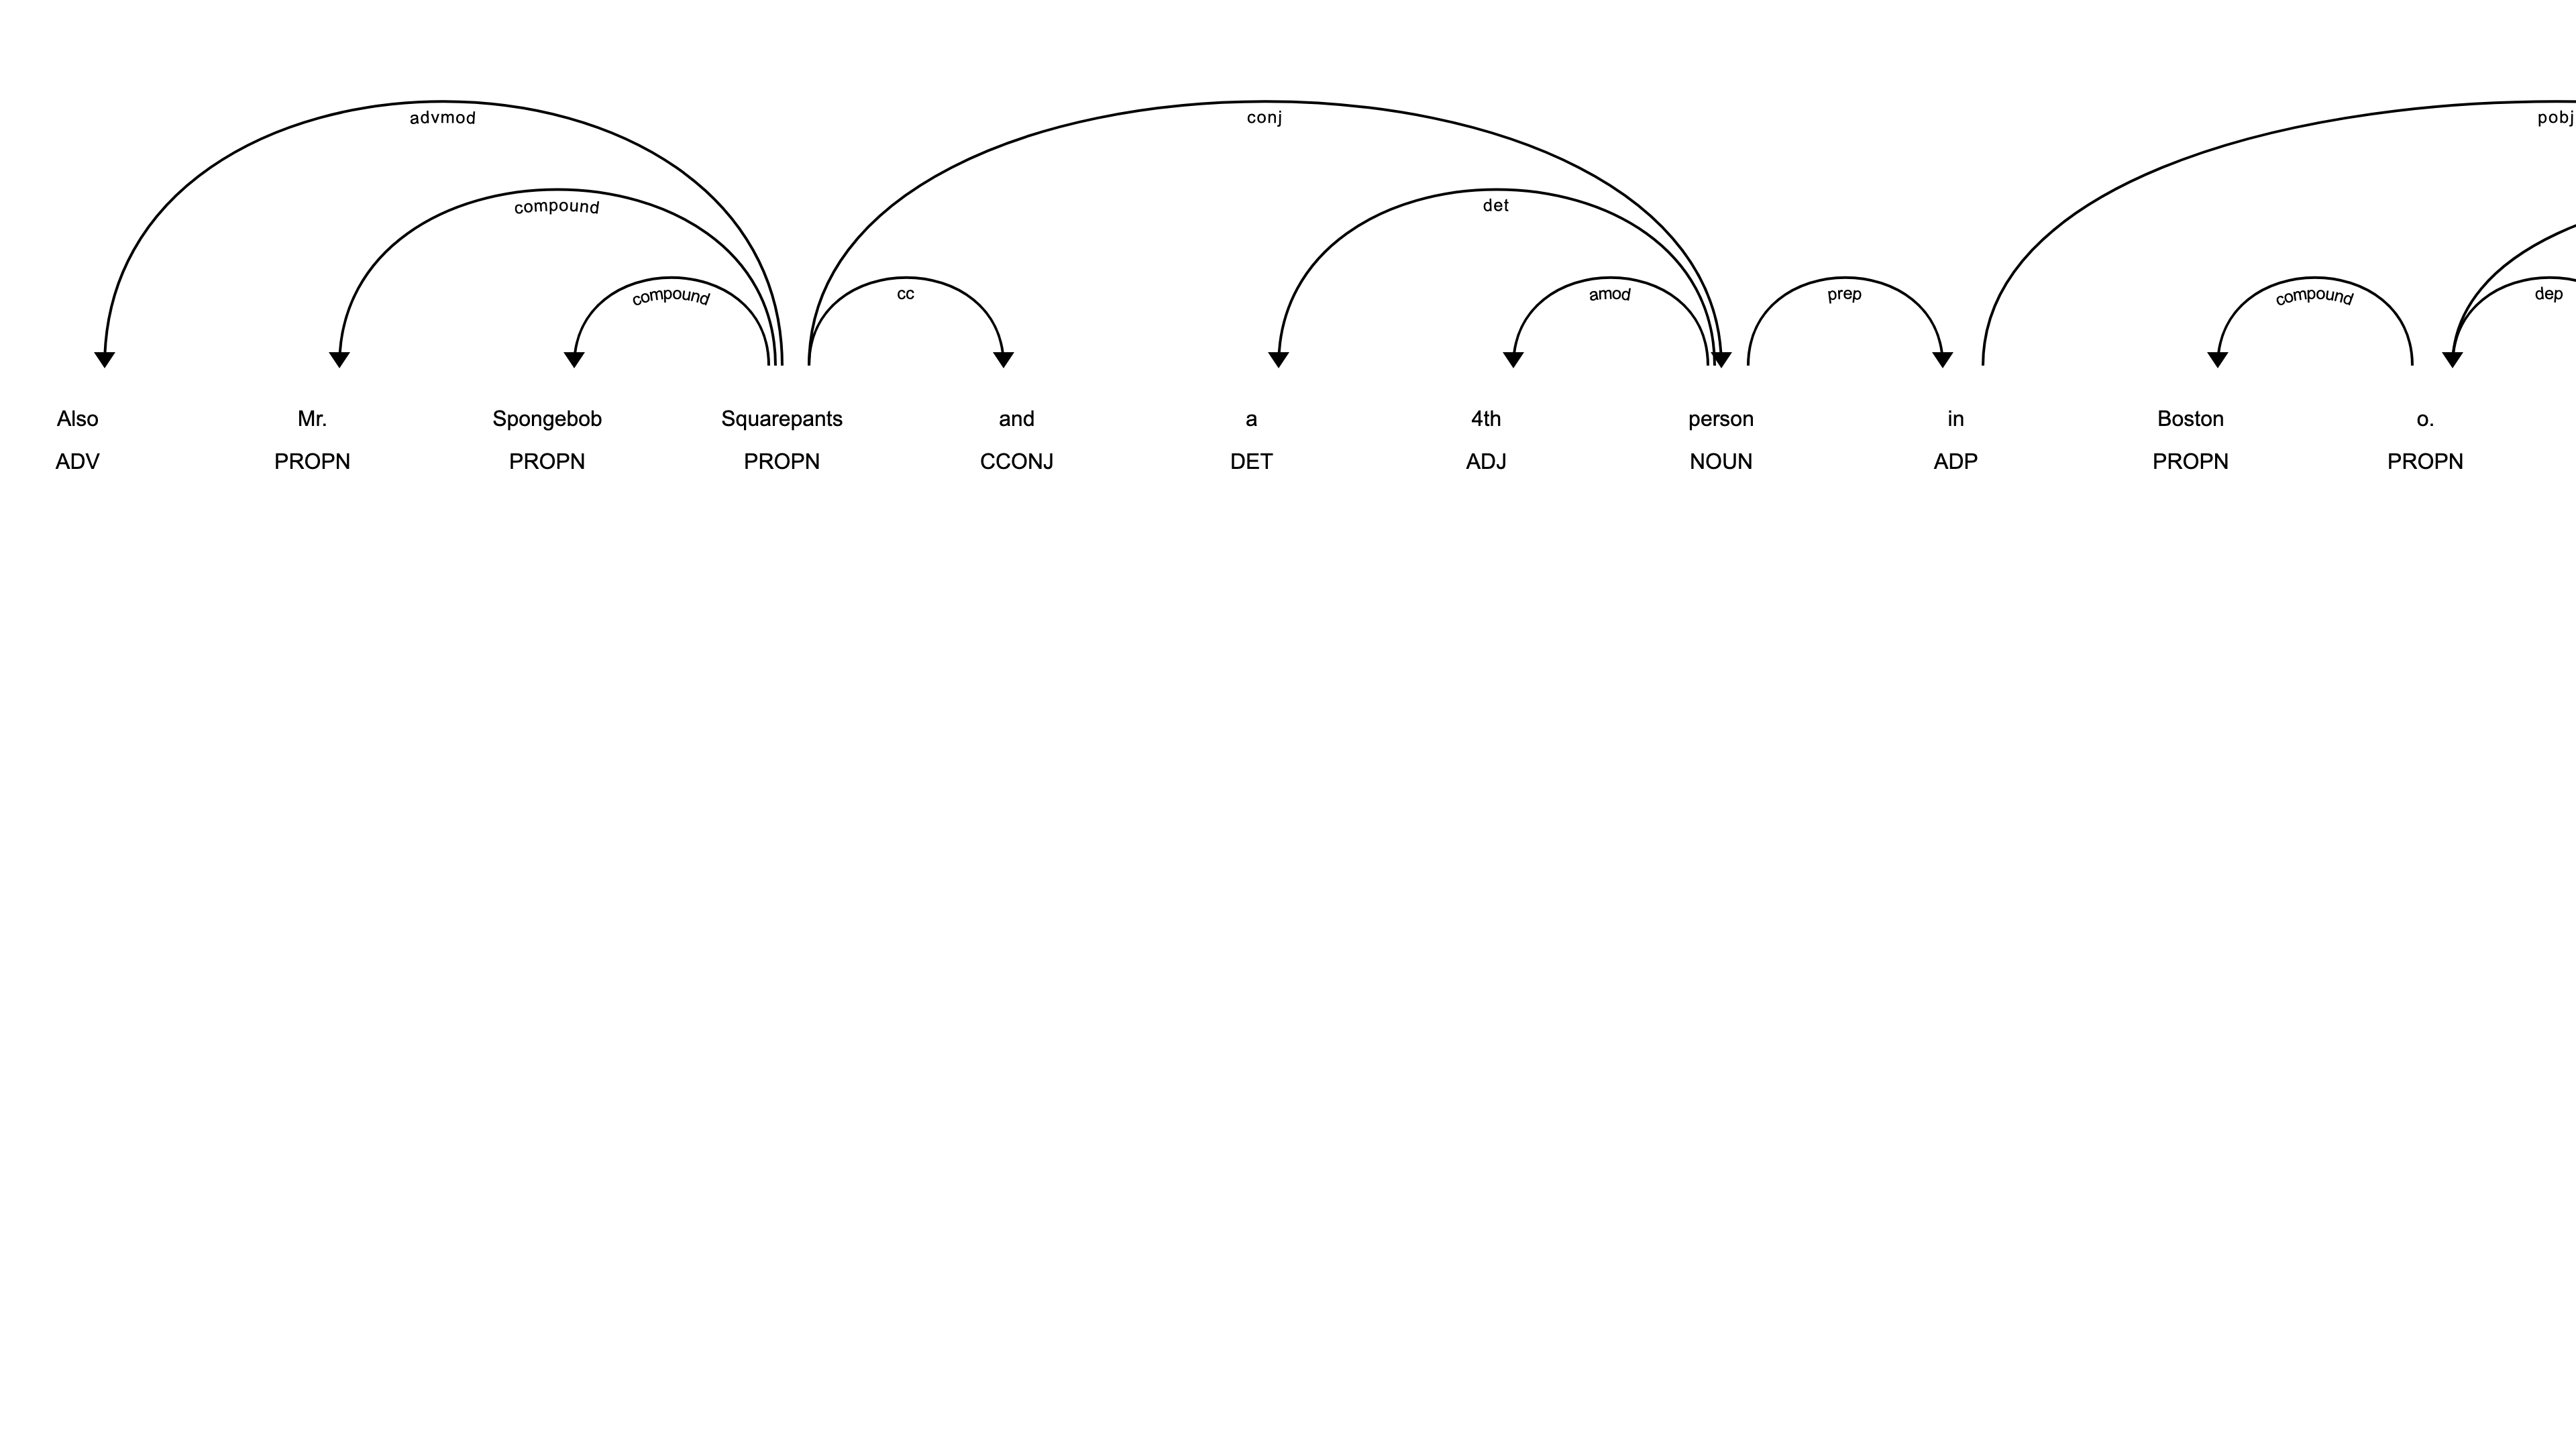 advmod conj pobj
compound det
compound cc amod prep compound dep
Also Mr. Spongebob Squarepants and a 4th person in Boston o.
ADV PROPN PROPN PROPN CCONJ DET ADJ NOUN ADP PROPN PROPN